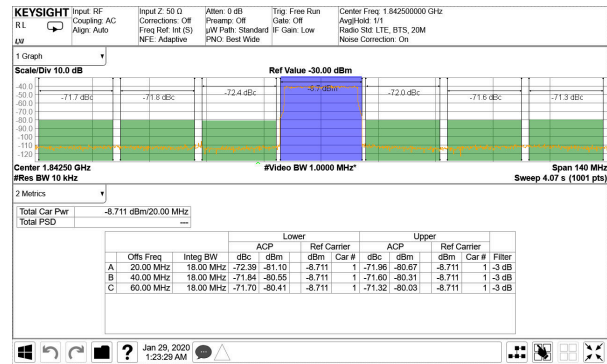 KEYSIGHT Input: RF Input Z: 50 Ω Atten: 0 dB Trig: Free Run Center Freq: 1.842500000 GHz
RL Coupling: AC Corrections: Off Preamp: Off Gate: Off Avg|Hold: 1/1
Align: Auto Freq Ref: Int (S) µW Path: Standard IF Gain: Low Radio Std: LTE, BTS, 20M
LXI NFE: Adaptive PNO: Best Wide Noise Correction: On
1 Graph
Scale/Div 10.0 dB Ref Value -30.00 dBm
-40.0
-50.0
-60.0
-70.0
-80.0
-90.0
-100
-110
-120
-71.7 dBc -71.8 dBc -72.4 dBc -8.7 dBm -72.0 dBc -71.6 dBc -71.3 dBc
Center 1.84250 GHz #Video BW 1.0000 MHz* Span 140 MHz
#Res BW 10 kHz Sweep 4.07 s (1001 pts)
2 Metrics
Total Car Pwr -8.711 dBm/20.00 MHz
Total PSD ---
Lower Upper
ACP Ref Carrier ACP Ref Carrier
Offs Freq Integ BW dBc dBm dBm Car # dBc dBm dBm Car # Filter
A 20.00 MHz 18.00 MHz -72.39 -81.10 -8.711 1 -71.96 -80.67 -8.711 1 -3 dB
B 40.00 MHz 18.00 MHz -71.84 -80.55 -8.711 1 -71.60 -80.31 -8.711 1 -3 dB
C 60.00 MHz 18.00 MHz -71.70 -80.41 -8.711 1 -71.32 -80.03 -8.711 1 -3 dB
? Jan 29, 2020
1:23:29 AM